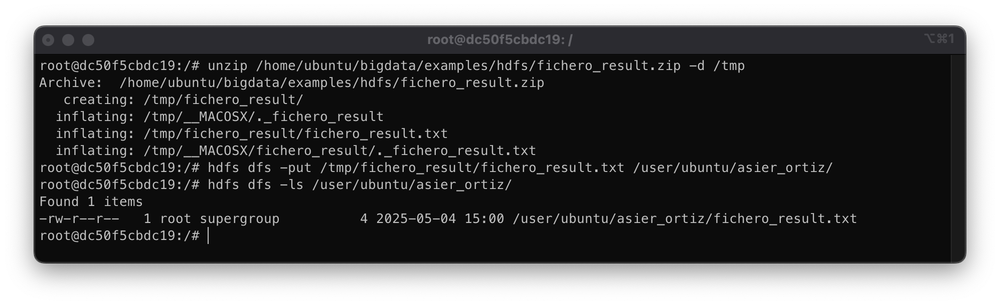 root@dc50f5cbdc19: /
⌥⌘1
root@dc50f5cbdc19:/# unzip /home/ubuntu/bigdata/examples/hdfs/fichero_result.zip -d /tmp
Archive:  /home/ubuntu/bigdata/examples/hdfs/fichero_result.zip
   creating: /tmp/fichero_result/
  inflating: /tmp/__MACOSX/._fichero_result
  inflating: /tmp/fichero_result/fichero_result.txt
  inflating: /tmp/__MACOSX/fichero_result/._fichero_result.txt
root@dc50f5cbdc19:/# hdfs dfs -put /tmp/fichero_result/fichero_result.txt /user/ubuntu/asier_ortiz/
root@dc50f5cbdc19:/# hdfs dfs -ls /user/ubuntu/asier_ortiz/
Found 1 items
-rw-r--r--   1 root supergroup          4 2025-05-04 15:00 /user/ubuntu/asier_ortiz/fichero_result.txt
root@dc50f5cbdc19:/#